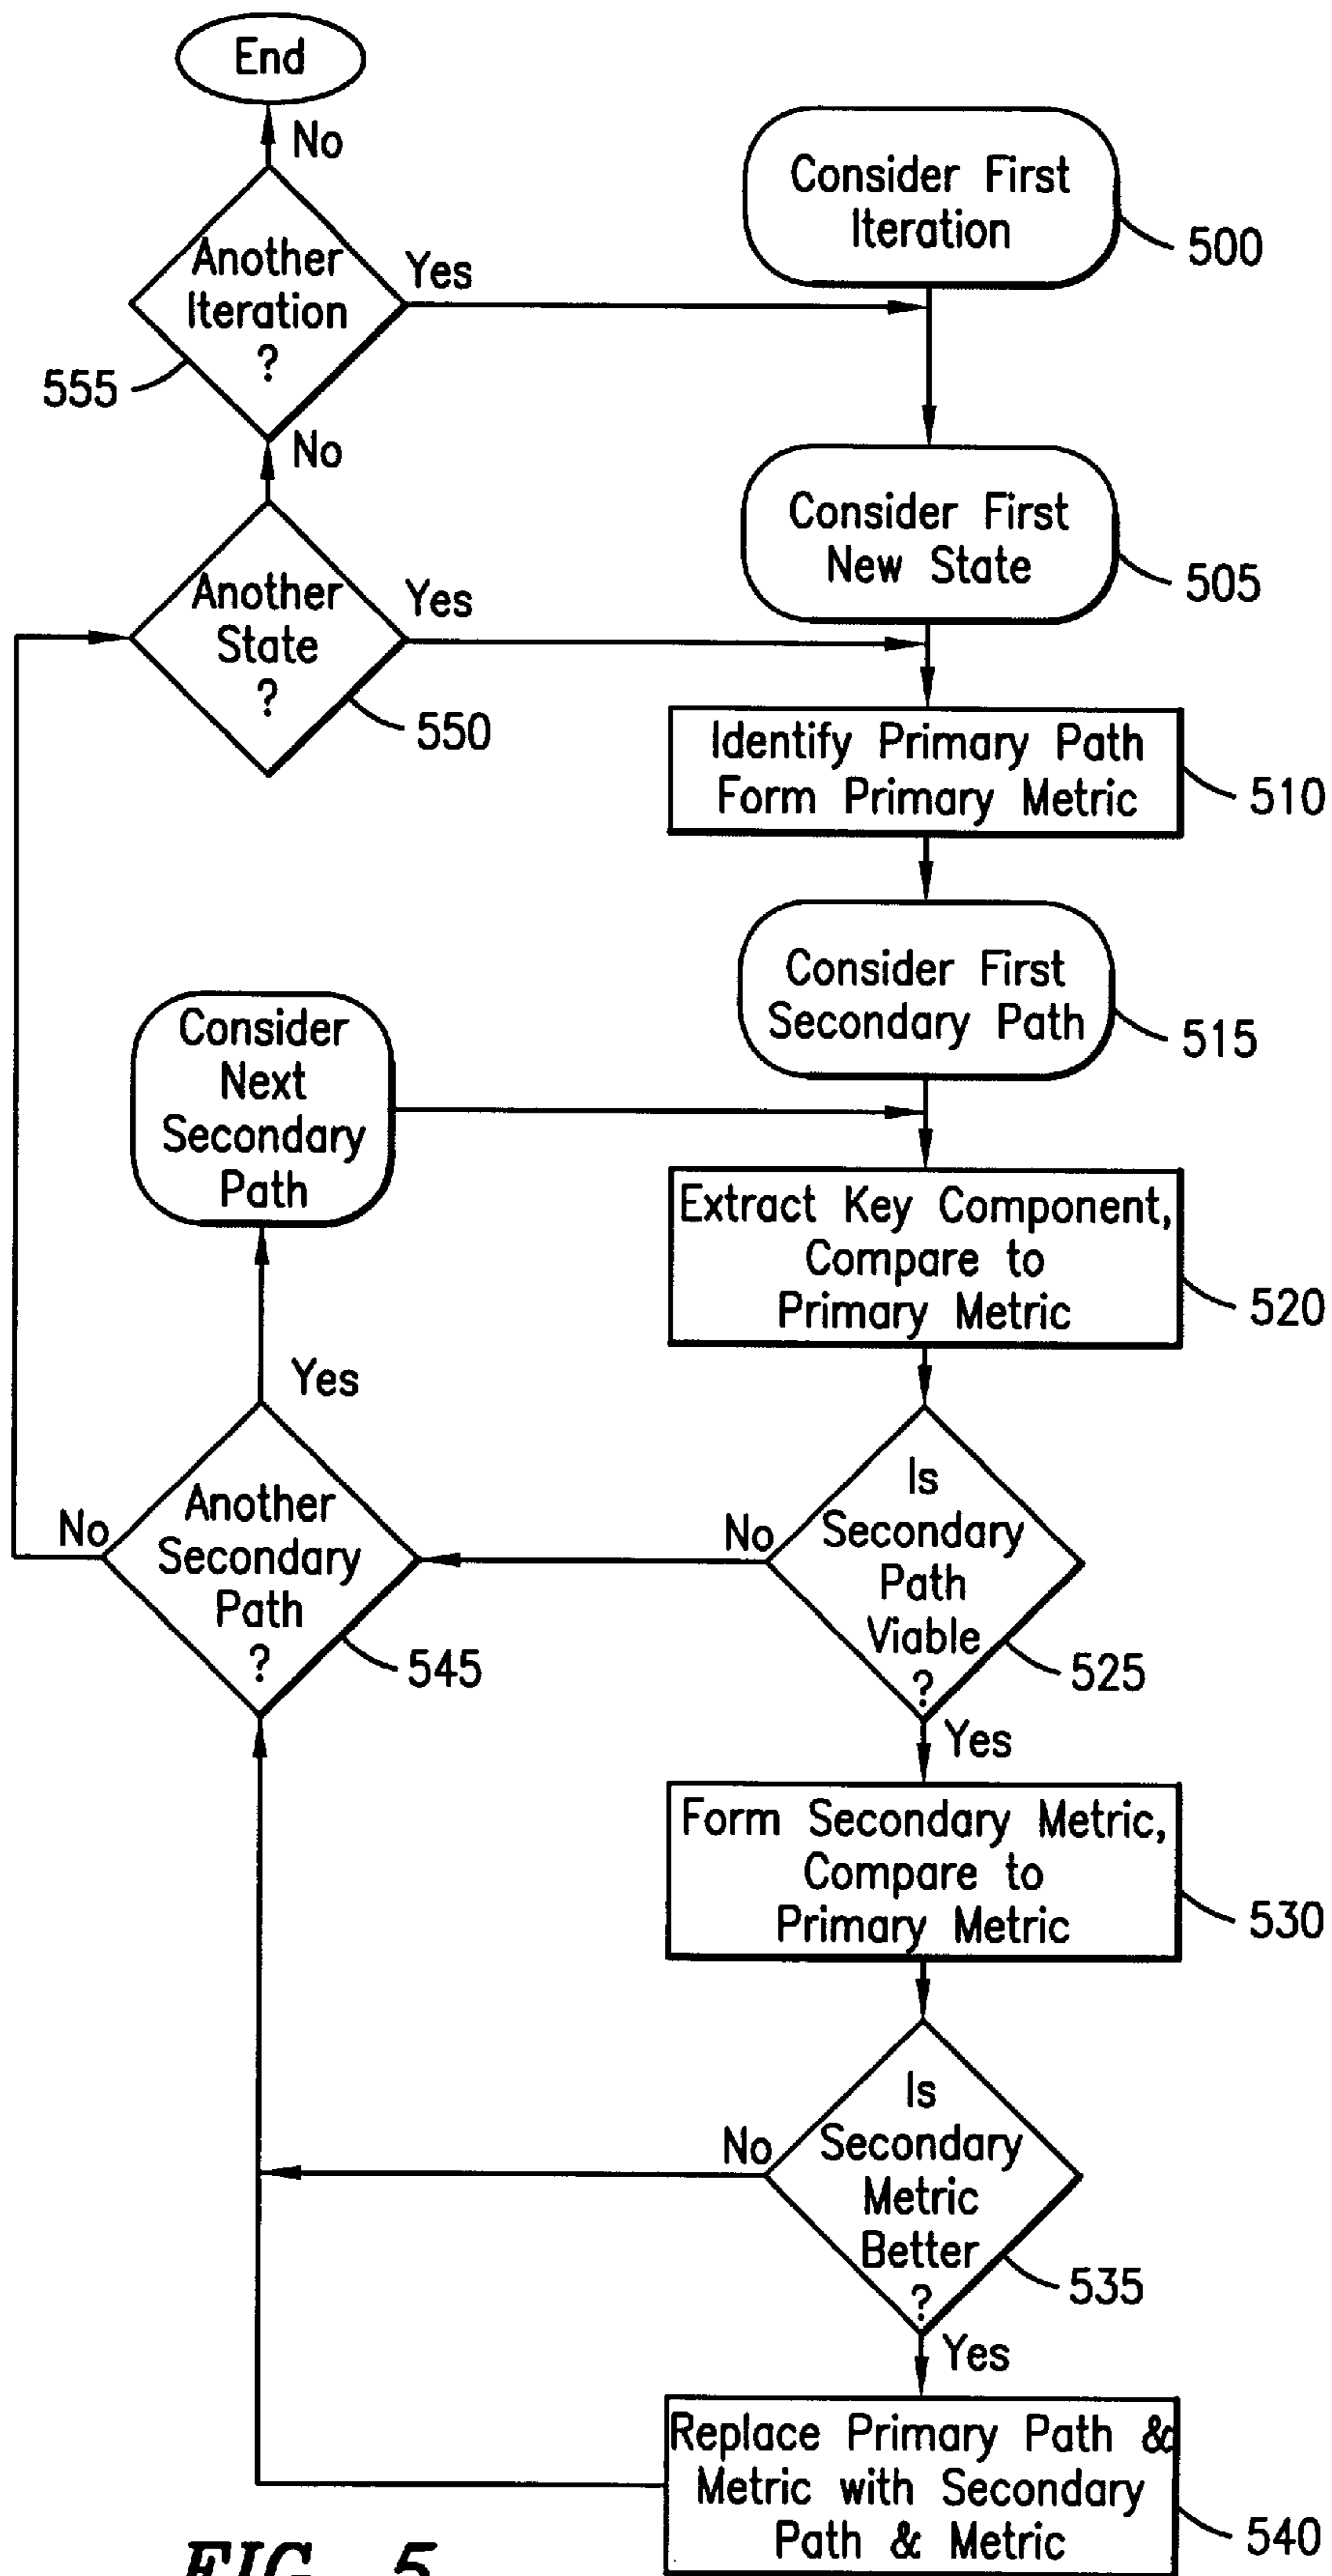 End
No
Consider First
Iteration
500
Another
Iteration
?
Yes
555
No
Consider First
New State
505
Another
State
?
Yes
550
Identify Primary Path
Form Primary Metric
510
Consider First
Secondary Path
515
Consider
Next
Secondary
Path
Extract Key Component,
Compare to
Primary Metric
520
Yes
Is
Secondary
Path
Viable
?
No
525
Another
Secondary
Path
?
No
545
Yes
Form Secondary Metric,
Compare to
Primary Metric
530
Is
Secondary
Metric
Better
?
No
535
Yes
Replace Primary Path &
Metric with Secondary
Path & Metric
540
FIG. 5